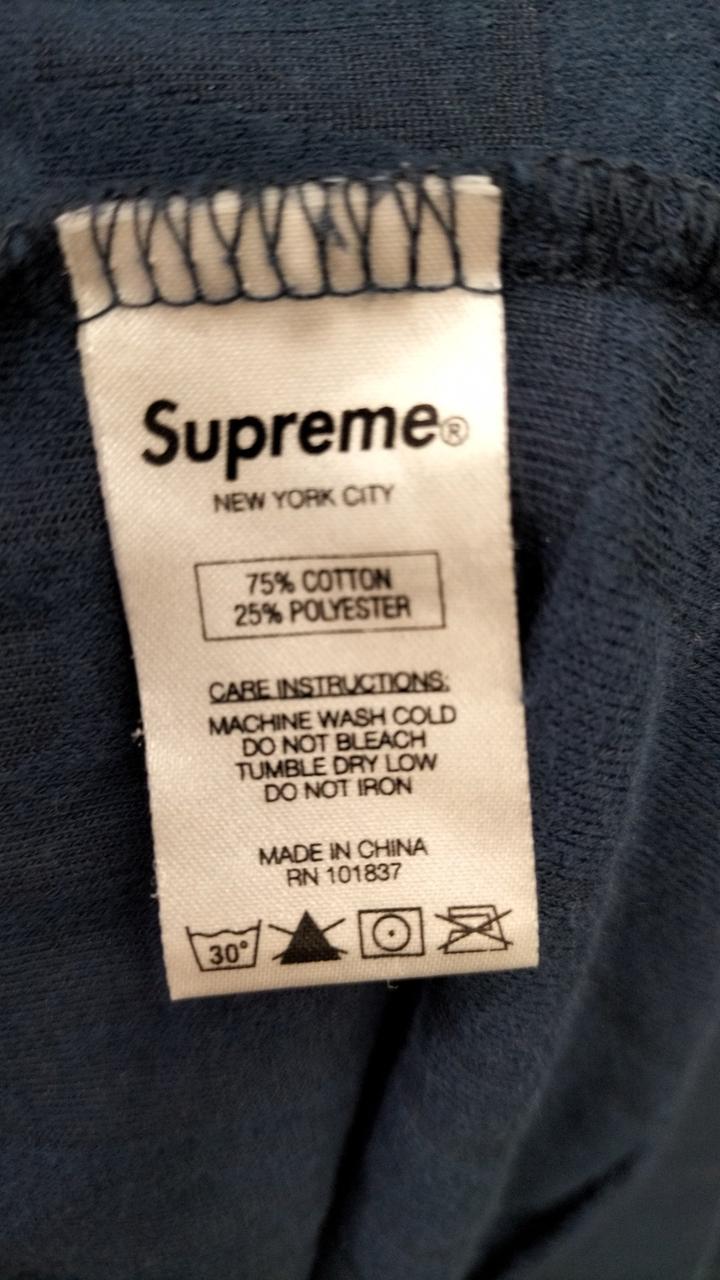 Supreme®
NEW YORK CITY
75% COTTON
25% POLYESTER
CARE INSTRUCTIONS:
MACHINE WASH COLD
DO NOT BLEACH
TUMBLE DRY LOW
DO NOT IRON
MADE IN CHINA
RN 101837
30°